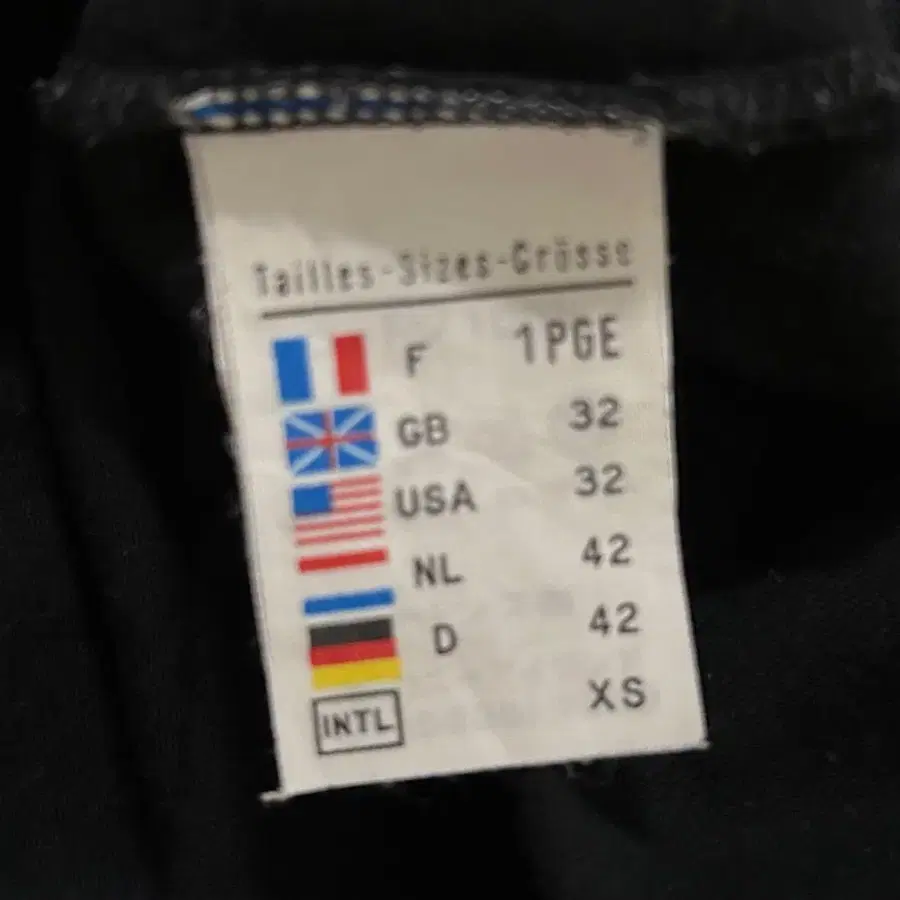 Tailles-Sizes-Grösse
F 1PGE
GB 32
USA 32
NL 42
D 42
INTL XS